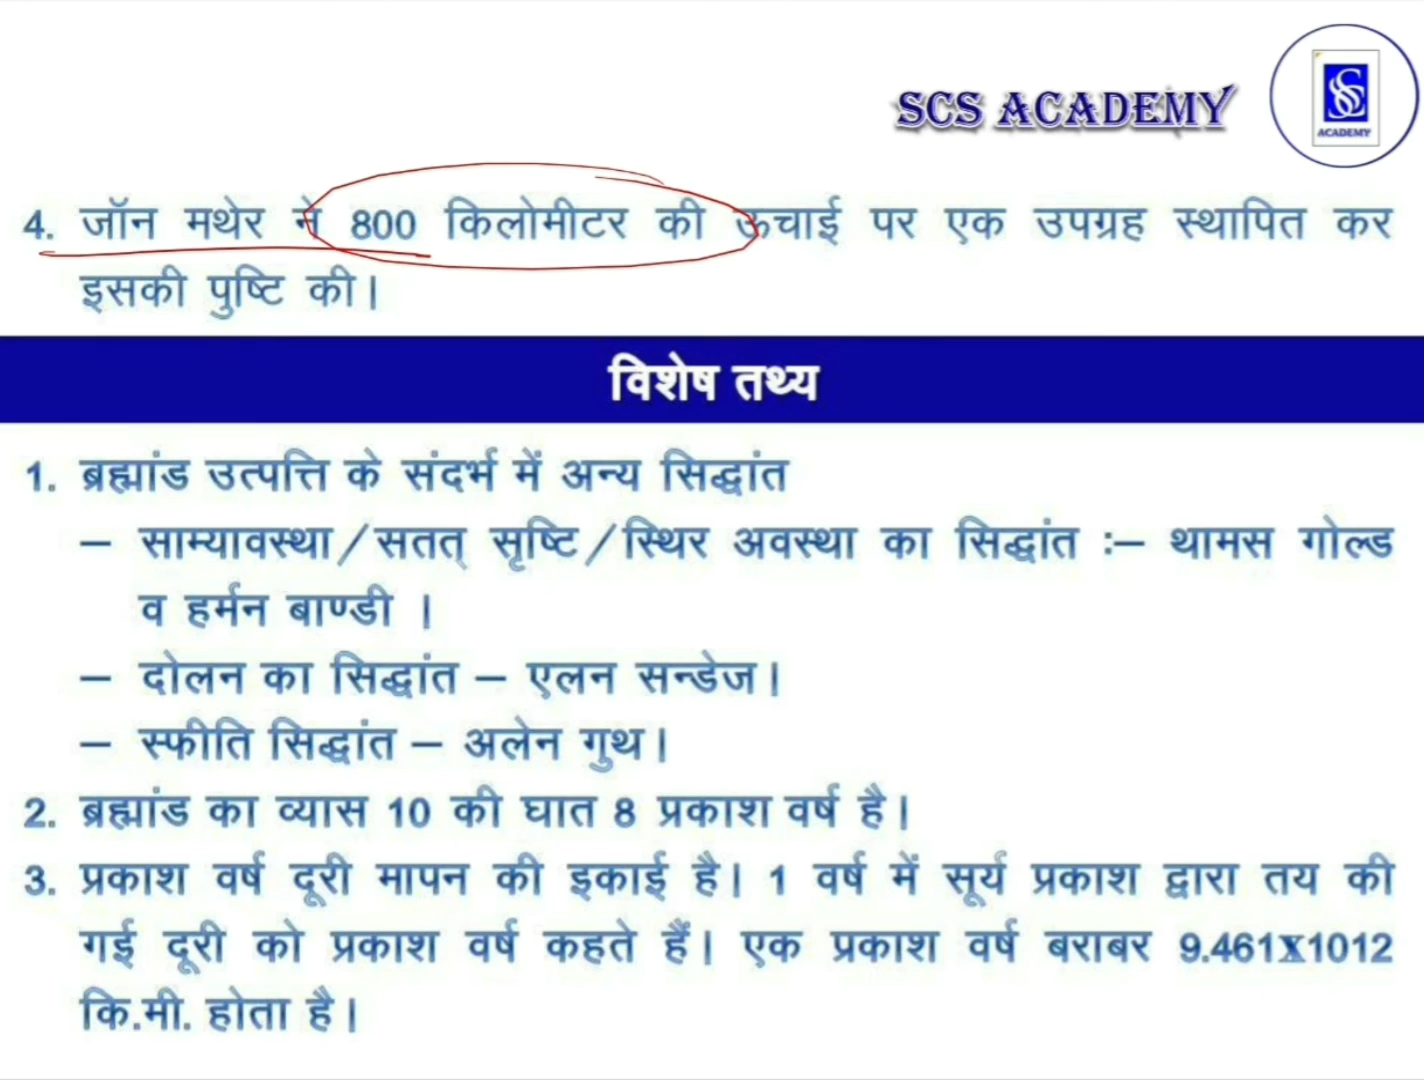 SCS ACADEMY
ACADEMY
4. जॉन मथेर ने 800 किलोमीटर की ऊचाई पर एक उपग्रह स्थापित कर
इसकी पुष्टि की।
विशेष तथ्य
1. ब्रह्मांड उत्पत्ति के संदर्भ में अन्य सिद्धांत
– साम्यावस्था/सतत् सृष्टि/स्थिर अवस्था का सिद्धांत :– थामस गोल्ड
व हर्मन बाण्डी ।
– दोलन का सिद्धांत – एलन सन्डेज।
– स्फीति सिद्धांत – अलेन गुथ।
2. ब्रह्मांड का व्यास 10 की घात 8 प्रकाश वर्ष है।
3. प्रकाश वर्ष दूरी मापन की इकाई है। 1 वर्ष में सूर्य प्रकाश द्वारा तय की
गई दूरी को प्रकाश वर्ष कहते हैं। एक प्रकाश वर्ष बराबर 9.461X1012
कि.मी. होता है।